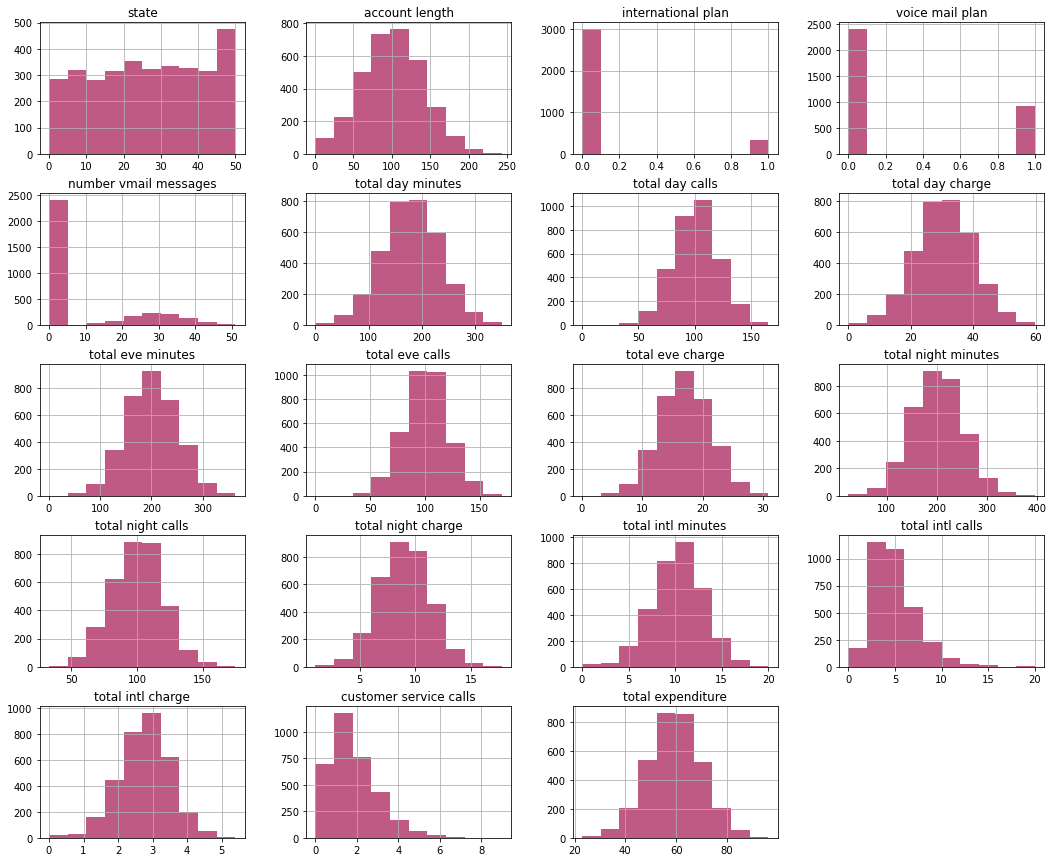 state
500
400
300
200
100
0
0 10 20 30 40 50
account length
800
600
400
200
0
0 50 100 150 200 250
international plan
3000
2000
1000
0
0.0 0.2 0.4 0.6 0.8 1.0
voice mail plan
2500
2000
1500
1000
500
0
0.0 0.2 0.4 0.6 0.8 1.0
number vmail messages
2500
2000
1500
1000
500
0
0 10 20 30 40 50
total day minutes
800
600
400
200
0
0 100 200 300
total day calls
1000
800
600
400
200
0
0 50 100 150
total day charge
800
600
400
200
0
0 20 40 60
total eve minutes
800
600
400
200
0
0 100 200 300
total eve calls
1000
800
600
400
200
0
0 50 100 150
total eve charge
800
600
400
200
0
0 10 20 30
total night minutes
800
600
400
200
0
100 200 300 400
total night calls
800
600
400
200
0
50 100 150
total night charge
800
600
400
200
0
5 10 15
total intl minutes
1000
800
600
400
200
0
0 5 10 15 20
total intl calls
1000
750
500
250
0
0 5 10 15 20
total intl charge
1000
800
600
400
200
0
0 1 2 3 4 5
customer service calls
1000
750
500
250
0
0 2 4 6 8
total expenditure
800
600
400
200
0
20 40 60 80